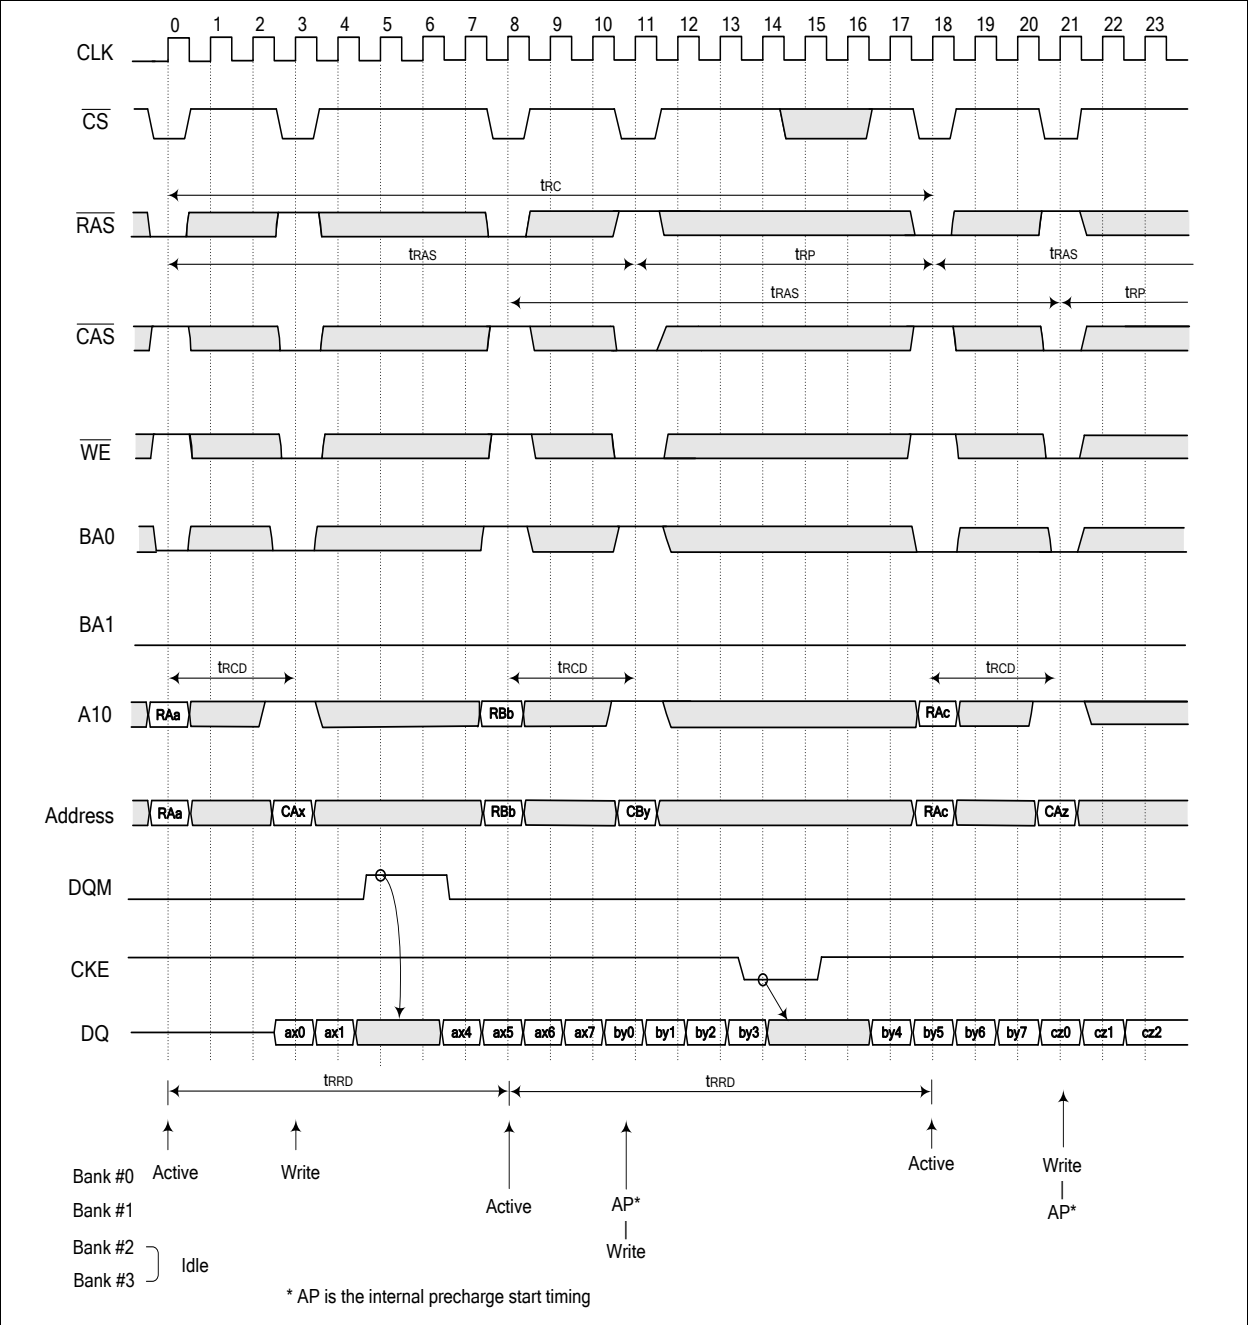 0 1 2 3 4 5 6 7 8 9 10 11 12 13 14 15 16 17 18 19 20 21 22 23
CLK
CS
tRC
RAS
tRAS tRP tRAS
tRAS tRP
CAS
WE
BA0
BA1
tRCD tRCD tRCD
A10 RAa RBb RAc
Address RAa CAx RBb CBy RAc CAz
DQM
CKE
DQ ax0 ax1 ax4 ax5 ax6 ax7 by0 by1 by2 by3 by4 by5 by6 by7 cz0 cz1 cz2
tRRD tRRD
Bank #0 Active Write Active Write
Bank #1 Active AP* AP*
Write
Bank #2
Idle
Bank #3
* AP is the internal precharge start timing